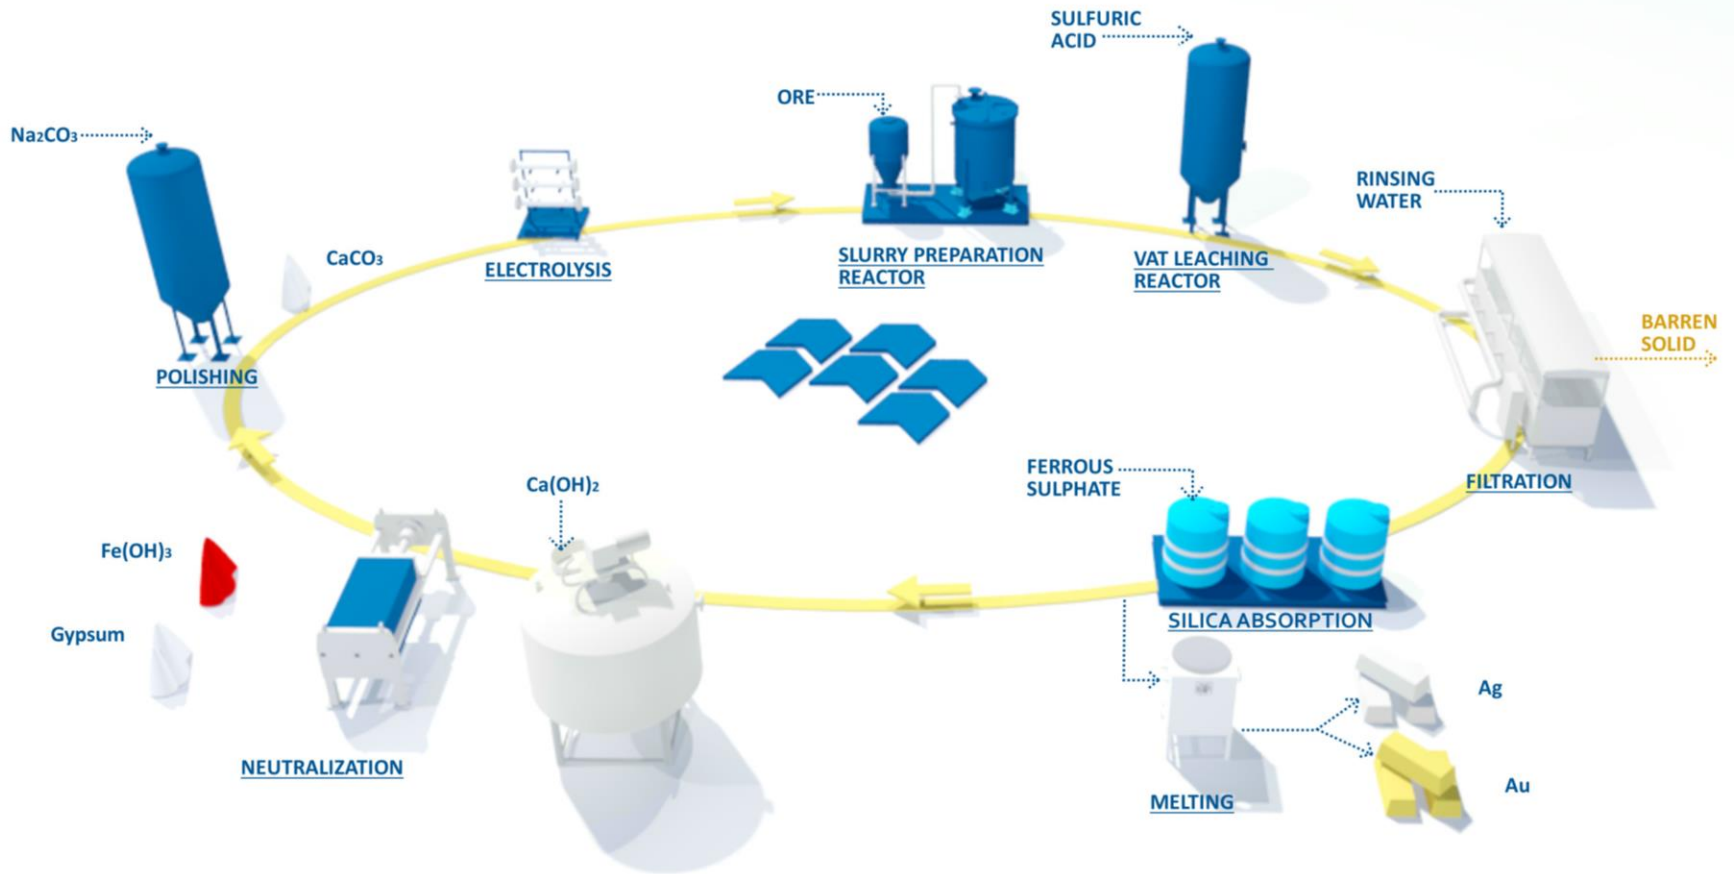 SULFURIC
ACID
ORE
Na₂CO₃
RINSING
WATER
SLURRY PREPARATION
REACTOR
VAT LEACHING
REACTOR
CaCO₃
ELECTROLYSIS
BARREN
SOLID
POLISHING
FERROUS
SULPHATE
FILTRATION
Ca(OH)₂
Fe(OH)₃
SILICA ABSORPTION
Gypsum
Ag
NEUTRALIZATION
Au
MELTING